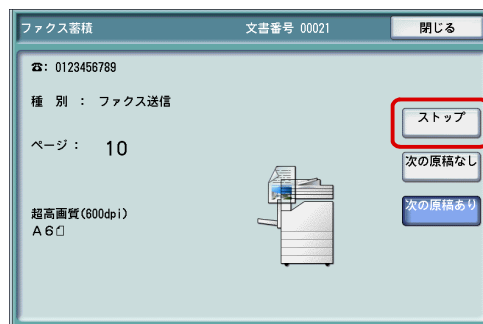 ファクス蓄積 文書番号 00021 閉じる
☎: 0123456789
種 別 : ファクス送信
ストップ
ページ: 10
次の原稿なし
次の原稿あり
超高画質(600dpi)
A6